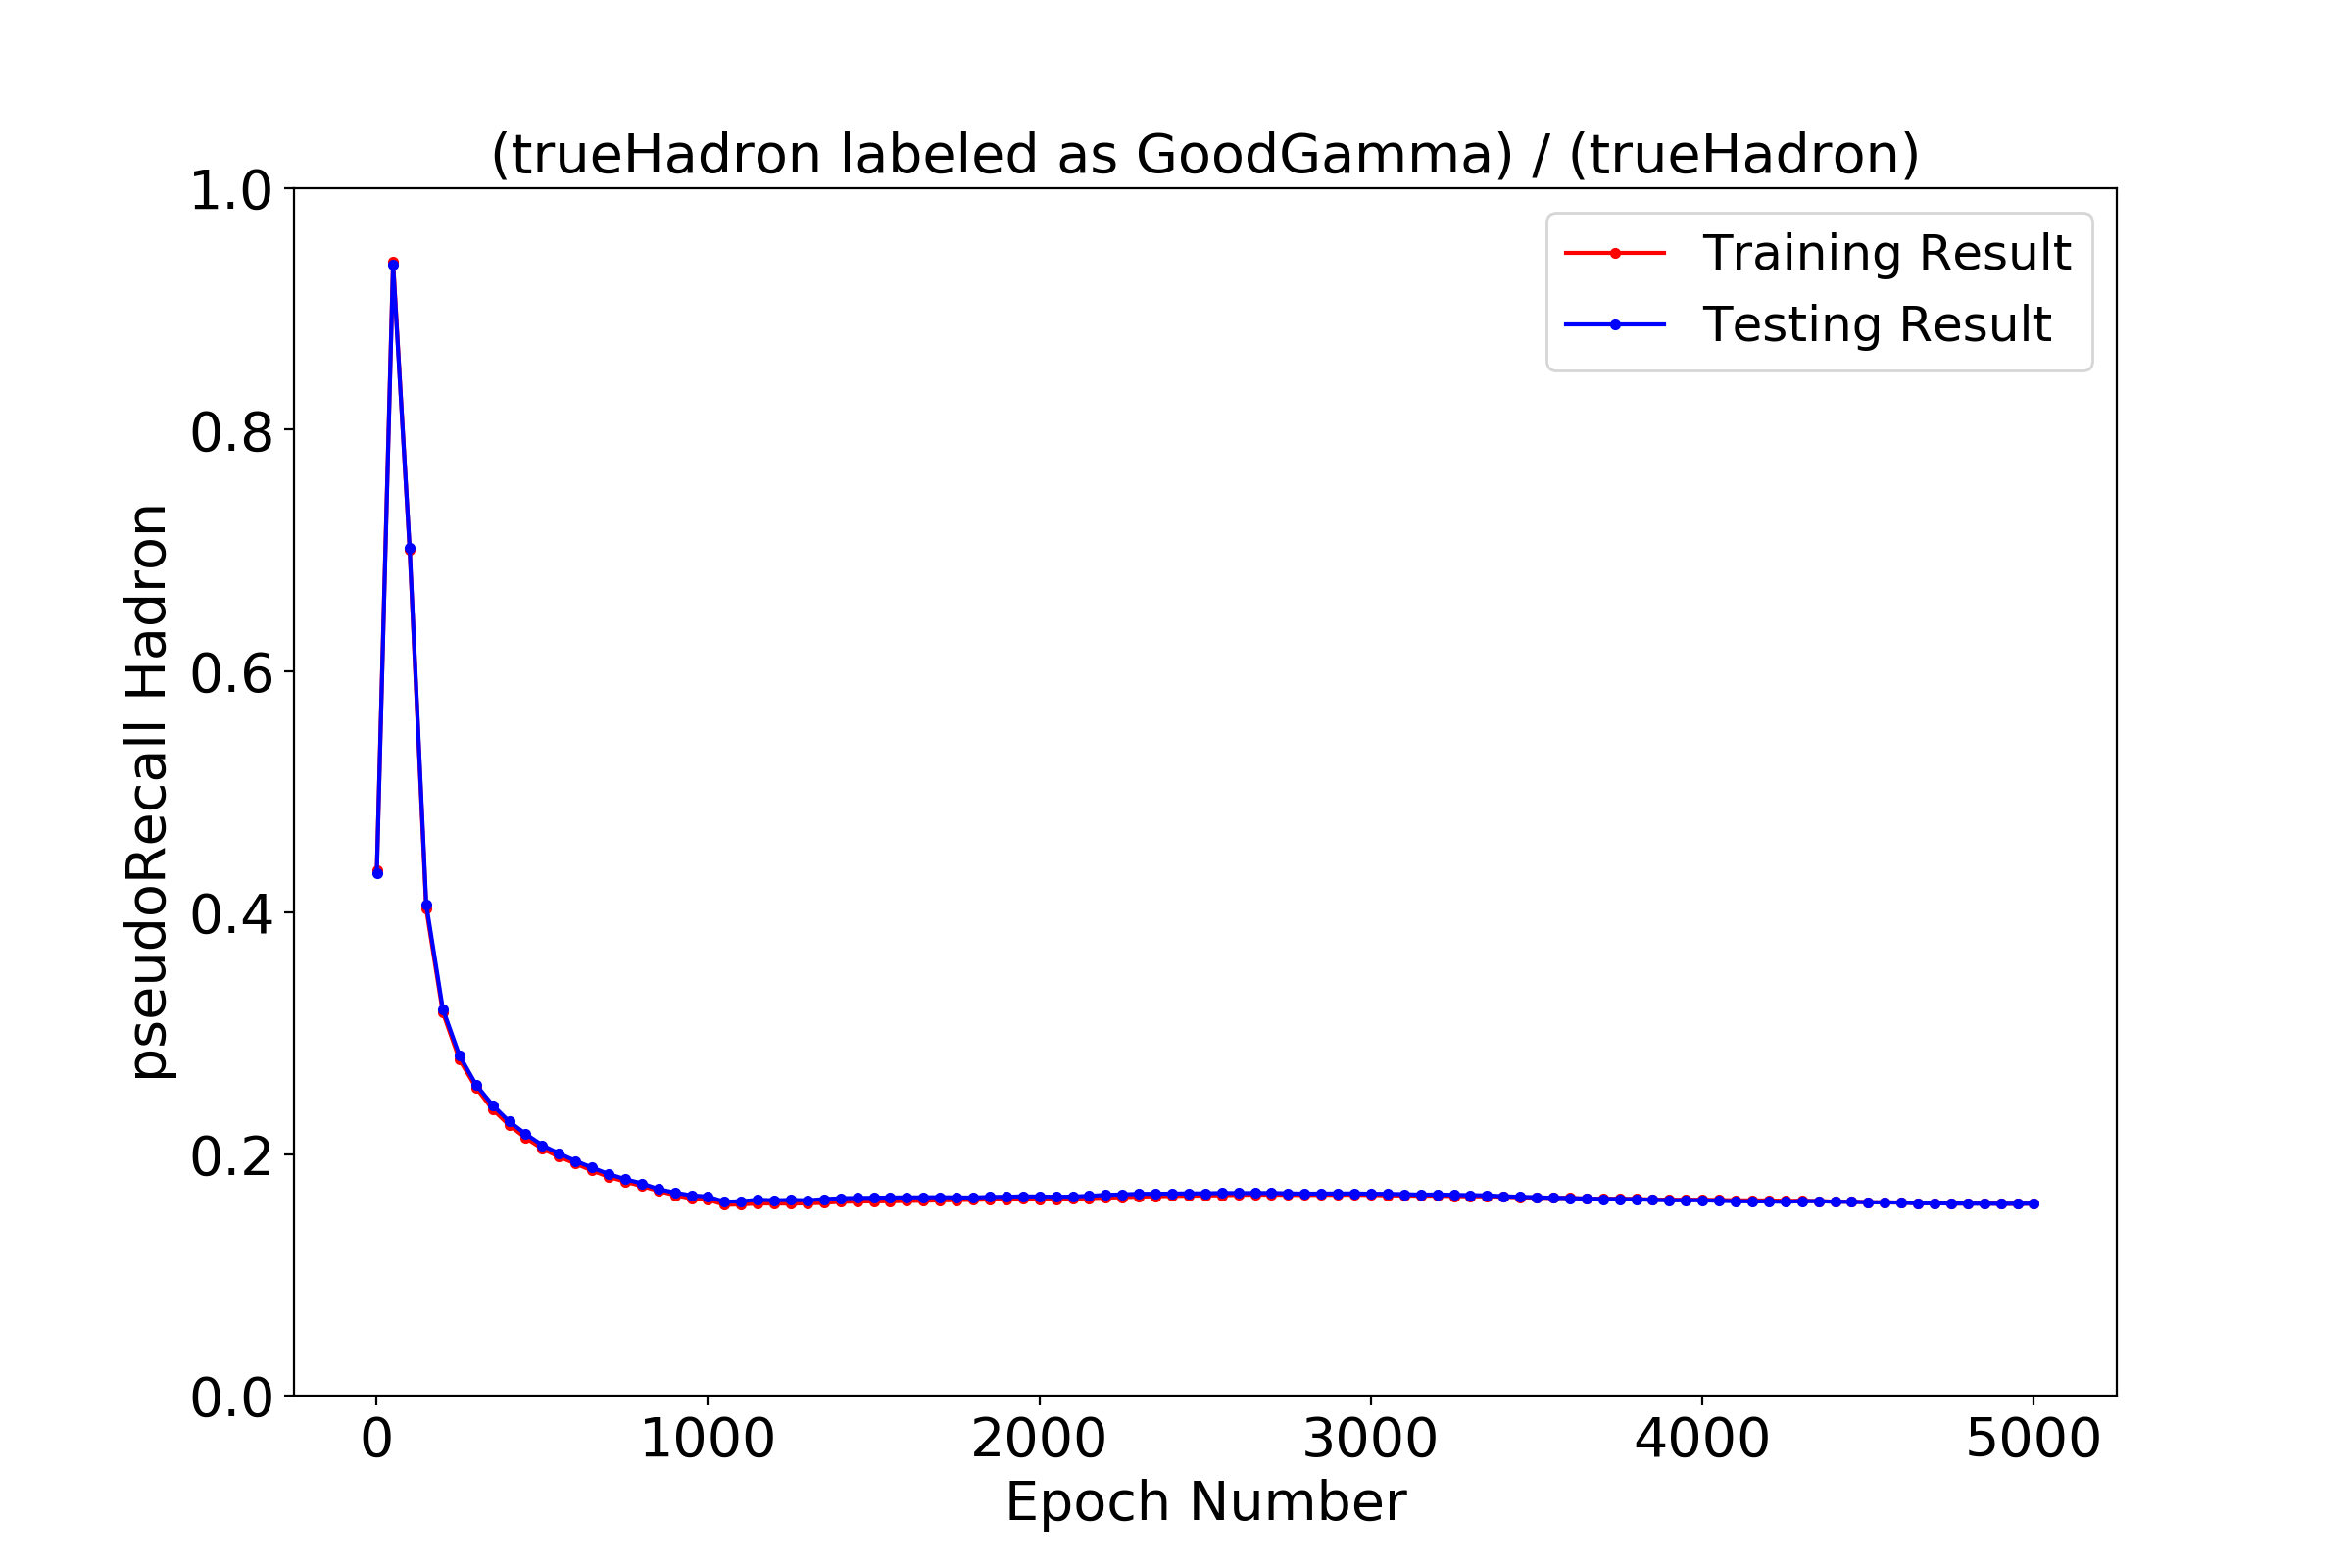 (trueHadron labeled as GoodGamma) / (trueHadron)
1.0
0.8
0.6
0.4
0.2
0.0
pseudoRecall Hadron
Training Result
Testing Result
0 1000 2000 3000 4000 5000
Epoch Number